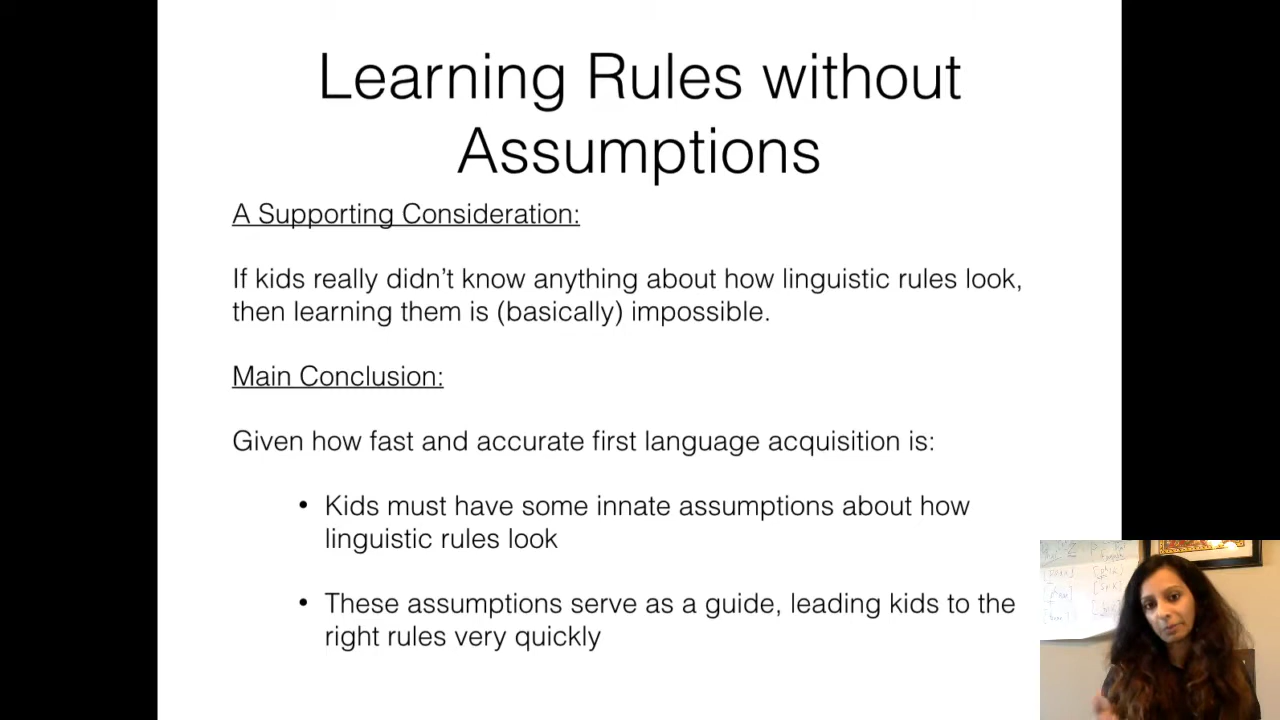 Learning Rules without
Assumptions
A Supporting Consideration:
If kids really didn't know anything about how linguistic rules look,
then learning them is (basically) impossible.
Main Conclusion:
Given how fast and accurate first language acquisition is:
• Kids must have some innate assumptions about how
linguistic rules look
• These assumptions serve as a guide, leading kids to the
right rules very quickly